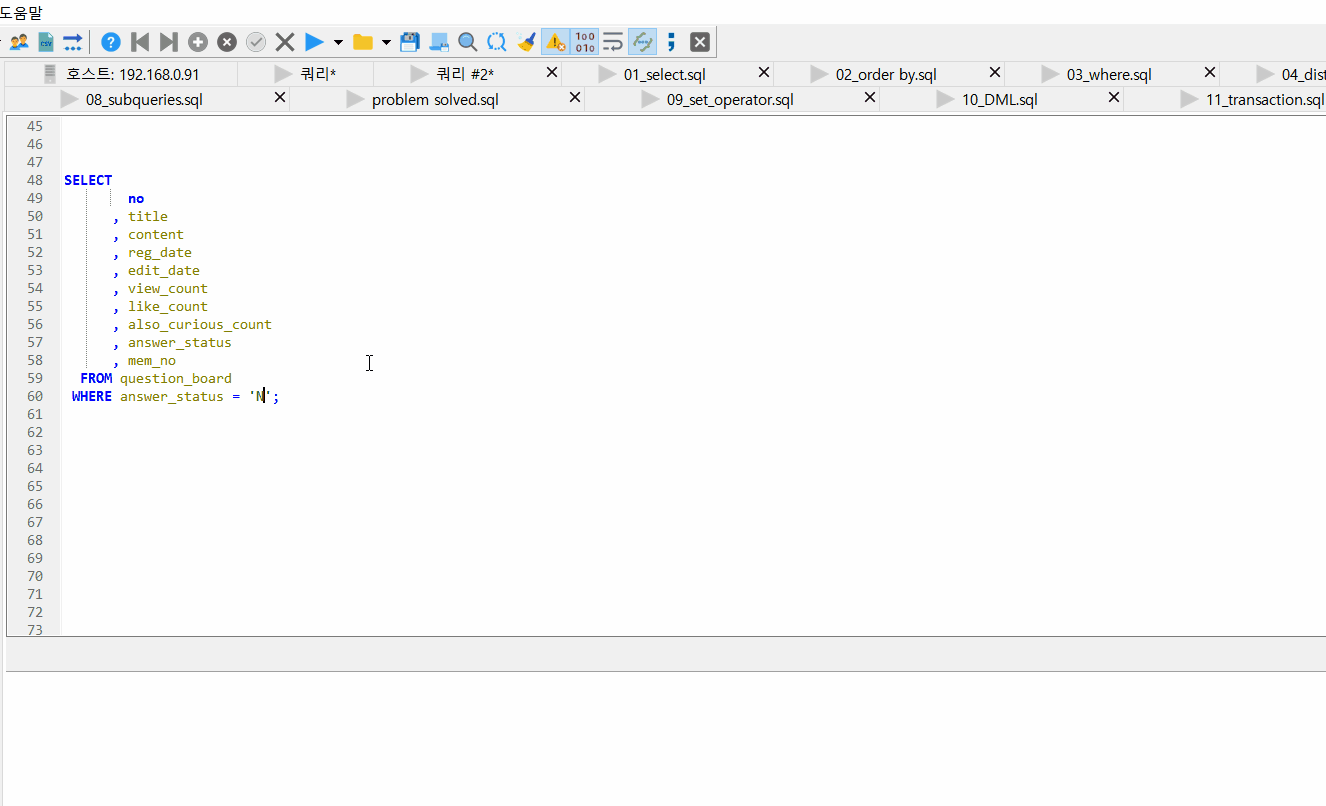 도움말
호스트: 192.168.0.91 쿼리* 쿼리 #2* 01_select.sql 02_order by.sql 03_where.sql 04_dist
08_subqueries.sql problem solved.sql 09_set_operator.sql 10_DML.sql 11_transaction.sql
45
46
47
48 SELECT
49 no
50 , title
51 , content
52 , reg_date
53 , edit_date
54 , view_count
55 , like_count
56 , also_curious_count
57 , answer_status
58 , mem_no
59 FROM question_board
60 WHERE answer_status = 'N';
61
62
63
64
65
66
67
68
69
70
71
72
73